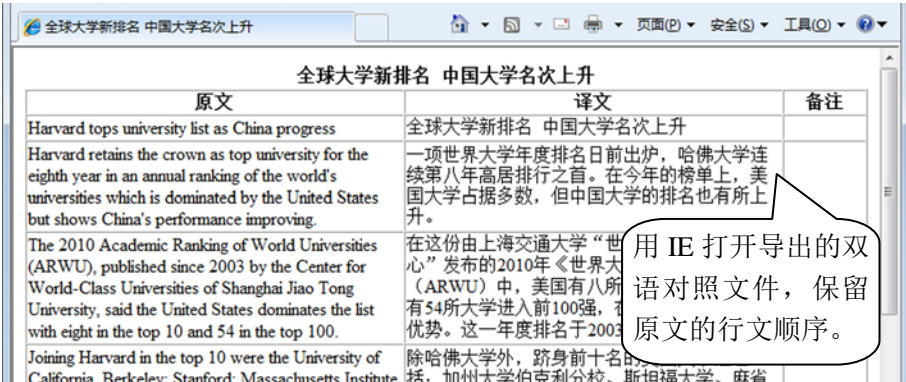 全球大学新排名 中国大学名次上升
页面(P) 安全(S) 工具(O)
全球大学新排名 中国大学名次上升
原文 译文 备注
Harvard tops university list as China progress
全球大学新排名 中国大学名次上升
Harvard retains the crown as top university for the
eighth year in an annual ranking of the world's
universities which is dominated by the United States
but shows China's performance improving.
一项世界大学年度排名日前出炉，哈佛大学连
续第八年高居排行之首。在今年的榜单上，美
国大学占据多数，但中国大学的排名也有所上
升。
The 2010 Academic Ranking of World Universities
(ARWU), published since 2003 by the Center for
World-Class Universities of Shanghai Jiao Tong
University, said the United States dominates the list
with eight in the top 10 and 54 in the top 100.
在这份由上海交通大学“世
心”发布的2010年《世界大
（ARWU）中，美国有八所
有54所大学进入前100强，
优势。这一年度排名于2003
Joining Harvard in the top 10 were the University of
California, Berkeley; Stanford; Massachusetts Institute
除哈佛大学外，跻身前十名的
括：加州大学伯克利分校、斯坦福大学、麻省
用 IE 打开导出的双
语对照文件，保留
原文的行文顺序。